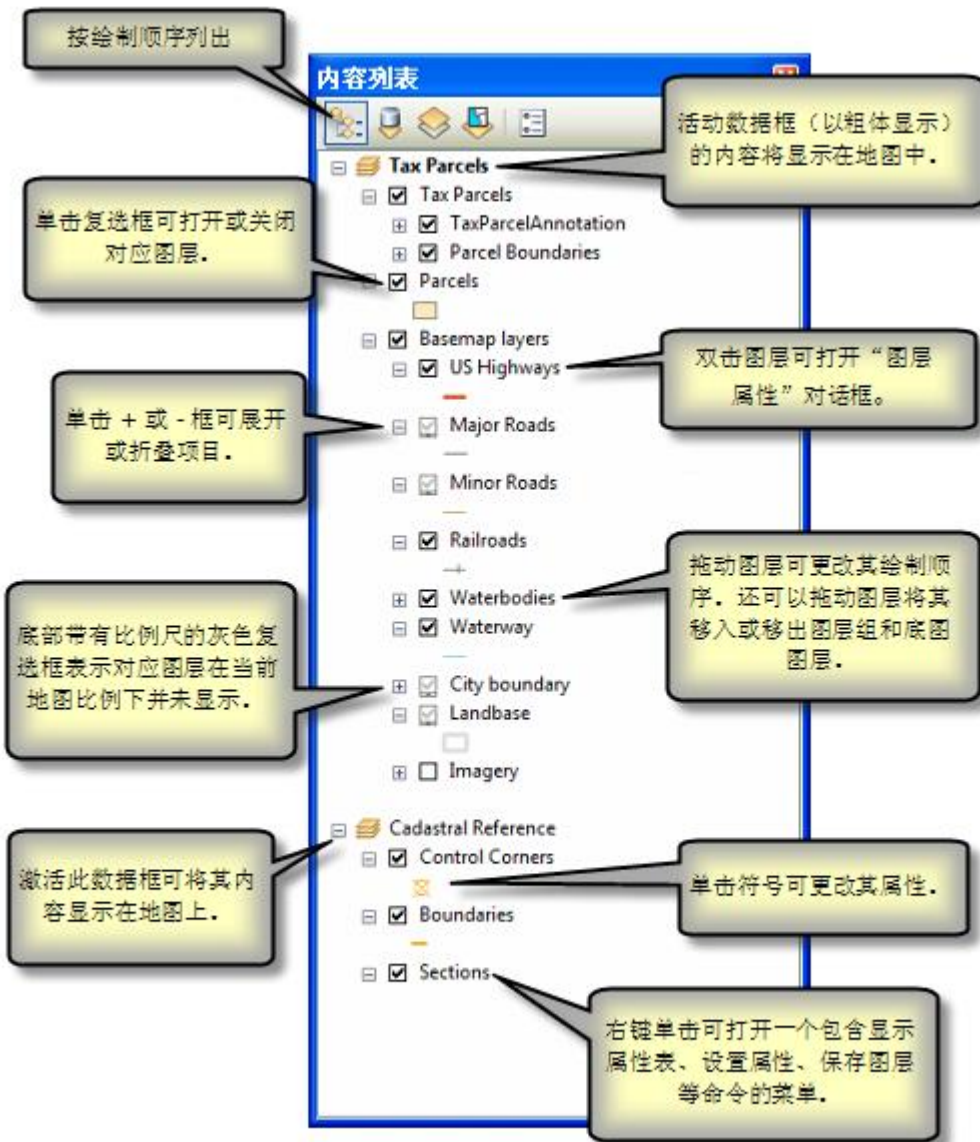 按绘制顺序列出
内容列表
活动数据框（以粗体显示）
的内容将显示在地图中.
Tax Parcels
Tax Parcels
TaxParcelAnnotation
Parcel Boundaries
单击复选框可打开或关闭
对应图层.
Parcels
Basemap layers
US Highways
双击图层可打开“图层
属性”对话框。
单击 + 或 - 框可展开
或折叠项目.
Major Roads
Minor Roads
Railroads
拖动图层可更改其绘制顺
序. 还可以拖动图层将其
移入或移出图层组和底图
图层.
Waterbodies
Waterway
底部带有比例尺的灰色复
选框表示对应图层在当前
地图比例下并未显示.
City boundary
Landbase
Imagery
Cadastral Reference
Control Corners
激活此数据框可将其内
容显示在地图上.
单击符号可更改其属性.
Boundaries
Sections
右键单击可打开一个包含显示
属性表、设置属性、保存图层
等命令的菜单.